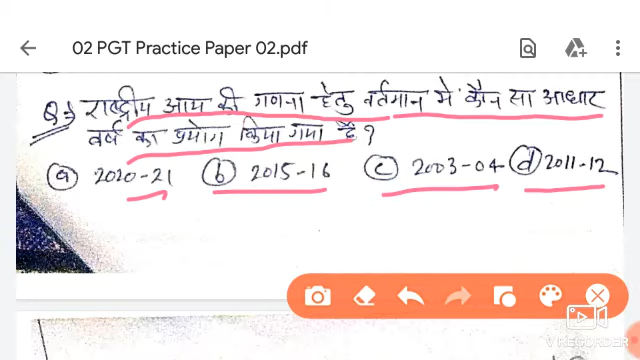 02 PGT Practice Paper 02.pdf
Q⇒ राष्ट्रीय आय की गणना हेतु वर्तमान में कौन सा आधार
वर्ष का प्रयोग किया गया है ?
(a) 2020-21 (b) 2015-16 (c) 2003-04 (d) 2011-12
V RECORDER